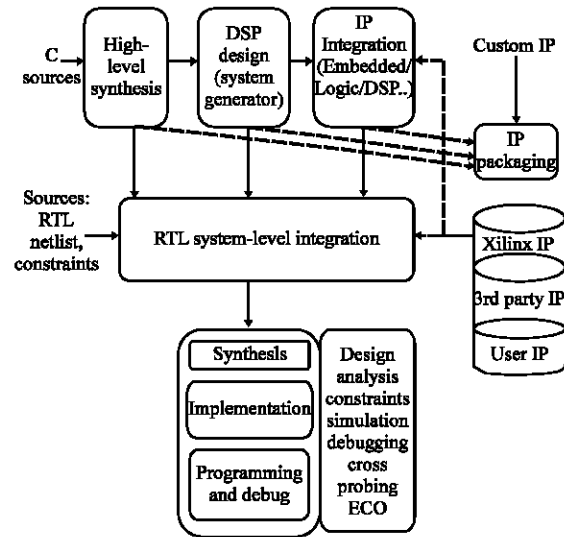 C
sources
High-
level
synthesis
DSP
design
(system
generator)
IP
Integration
(Embedded/
Logic/DSP..)
Custom IP
IP
packaging
Sources:
RTL
netlist,
constraints
RTL system-level integration
Xilinx IP
3rd party IP
User IP
Synthesis
Implementation
Programming
and debug
Design
analysis
constraints
simulation
debugging
cross
probing
ECO